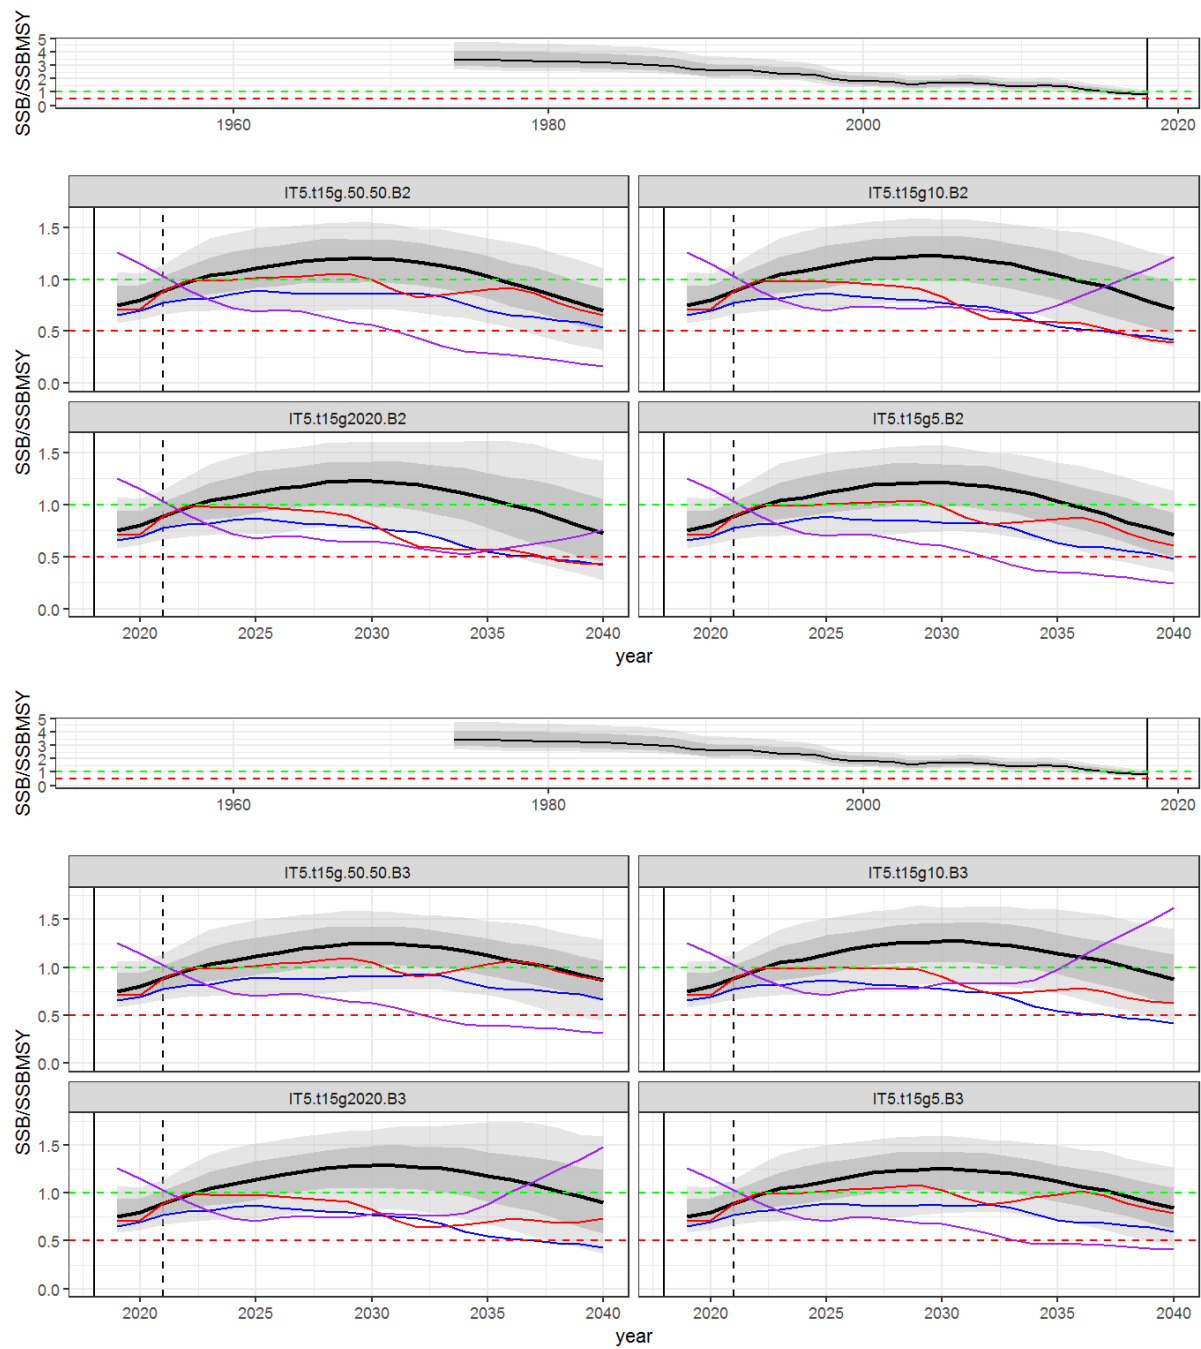 SSB/SSBMSY
5
4
3
2
1
0
1960 1980 2000 2020
IT5.t15g.50.50.B2 IT5.t15g10.B2
SSB/SSBMSY
1.5
1.0
0.5
0.0
IT5.t15g2020.B2 IT5.t15g5.B2
1.5
1.0
0.5
0.0
2020 2025 2030 2035 2040 2020 2025 2030 2035 2040
year
SSB/SSBMSY
5
4
3
2
1
0
1960 1980 2000 2020
IT5.t15g.50.50.B3 IT5.t15g10.B3
SSB/SSBMSY
1.5
1.0
0.5
0.0
IT5.t15g2020.B3 IT5.t15g5.B3
1.5
1.0
0.5
0.0
2020 2025 2030 2035 2040 2020 2025 2030 2035 2040
year